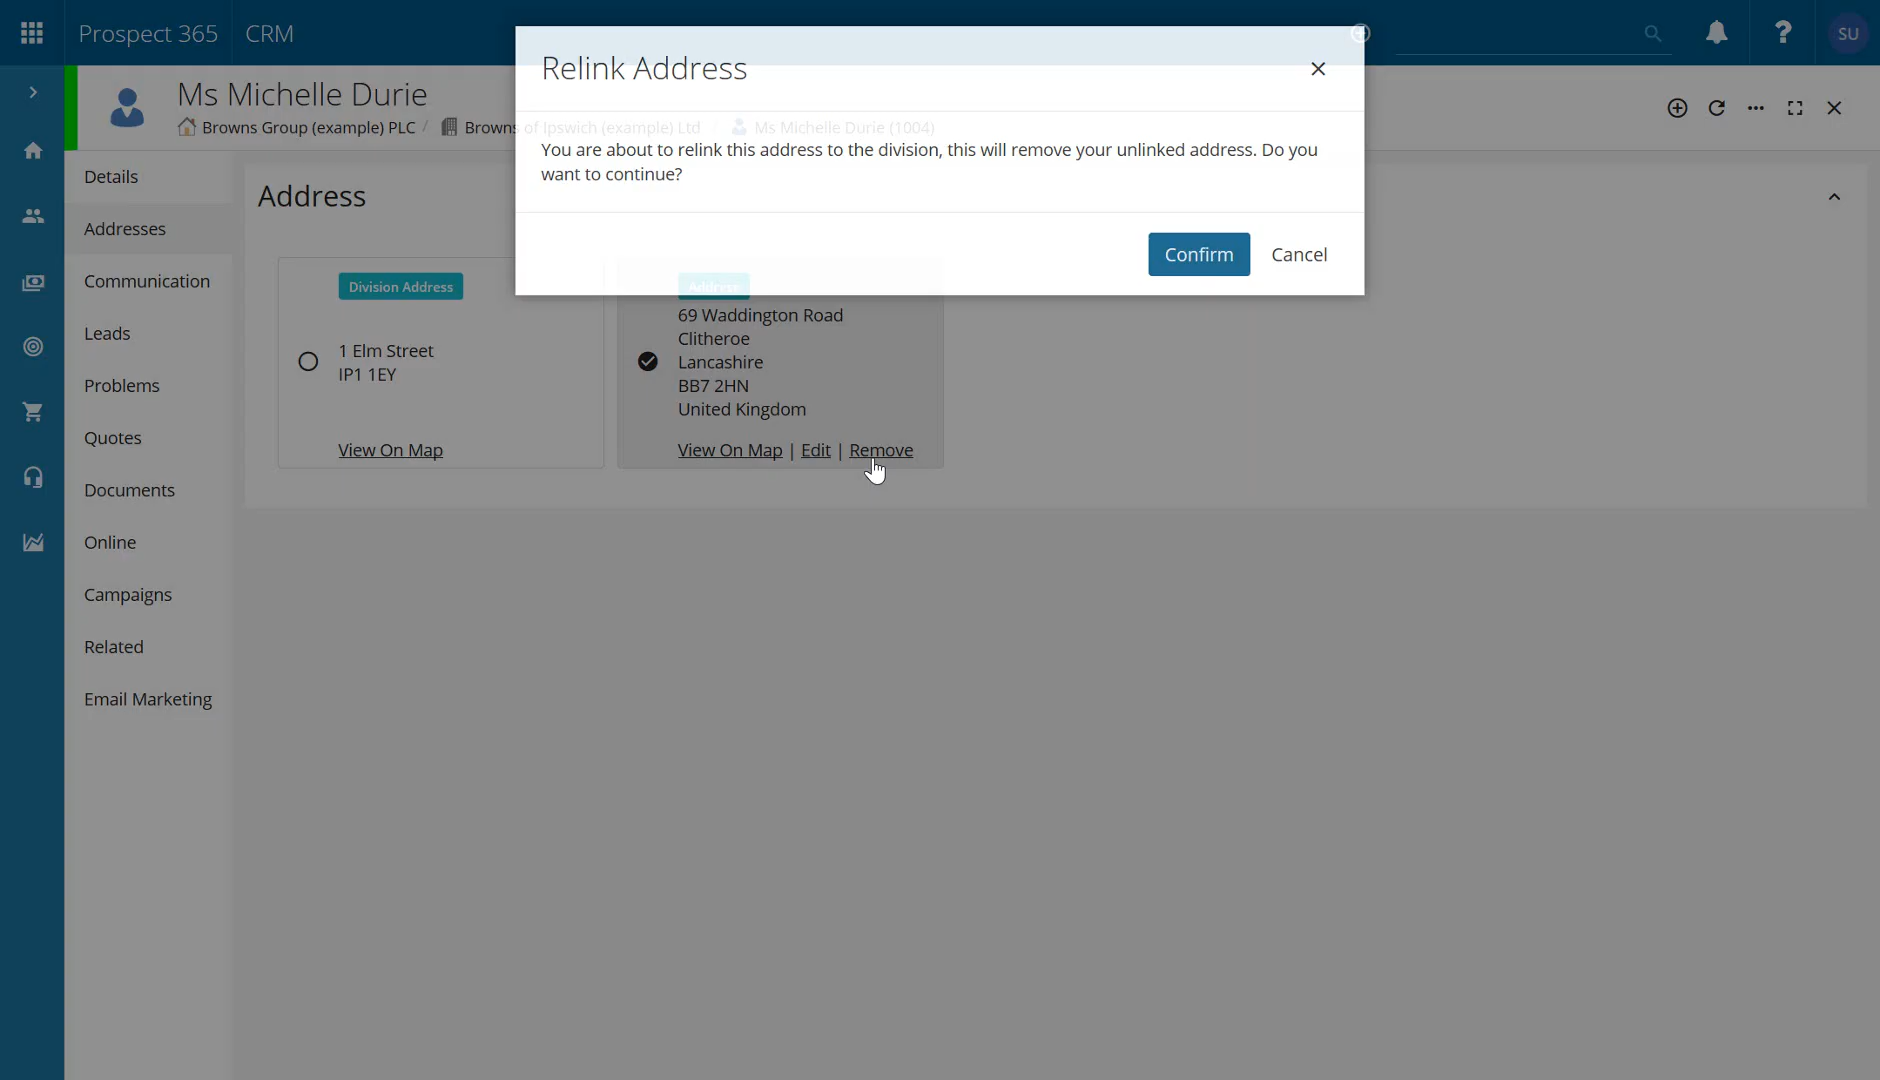 Prospect 365
CRM
SU
Relink Address
You are about to relink this address to the division, this will remove your unlinked address. Do you
want to continue?
Confirm
Cancel
Ms Michelle Durie
Browns Group (example) PLC / Browns of Ipswich (example) Ltd / Ms Michelle Durie (1004)
Details
Addresses
Communication
Leads
Problems
Quotes
Documents
Online
Campaigns
Related
Email Marketing
Address
Division Address
1 Elm Street
IP1 1EY
View On Map
Address
69 Waddington Road
Clitheroe
Lancashire
BB7 2HN
United Kingdom
View On Map | Edit | Remove